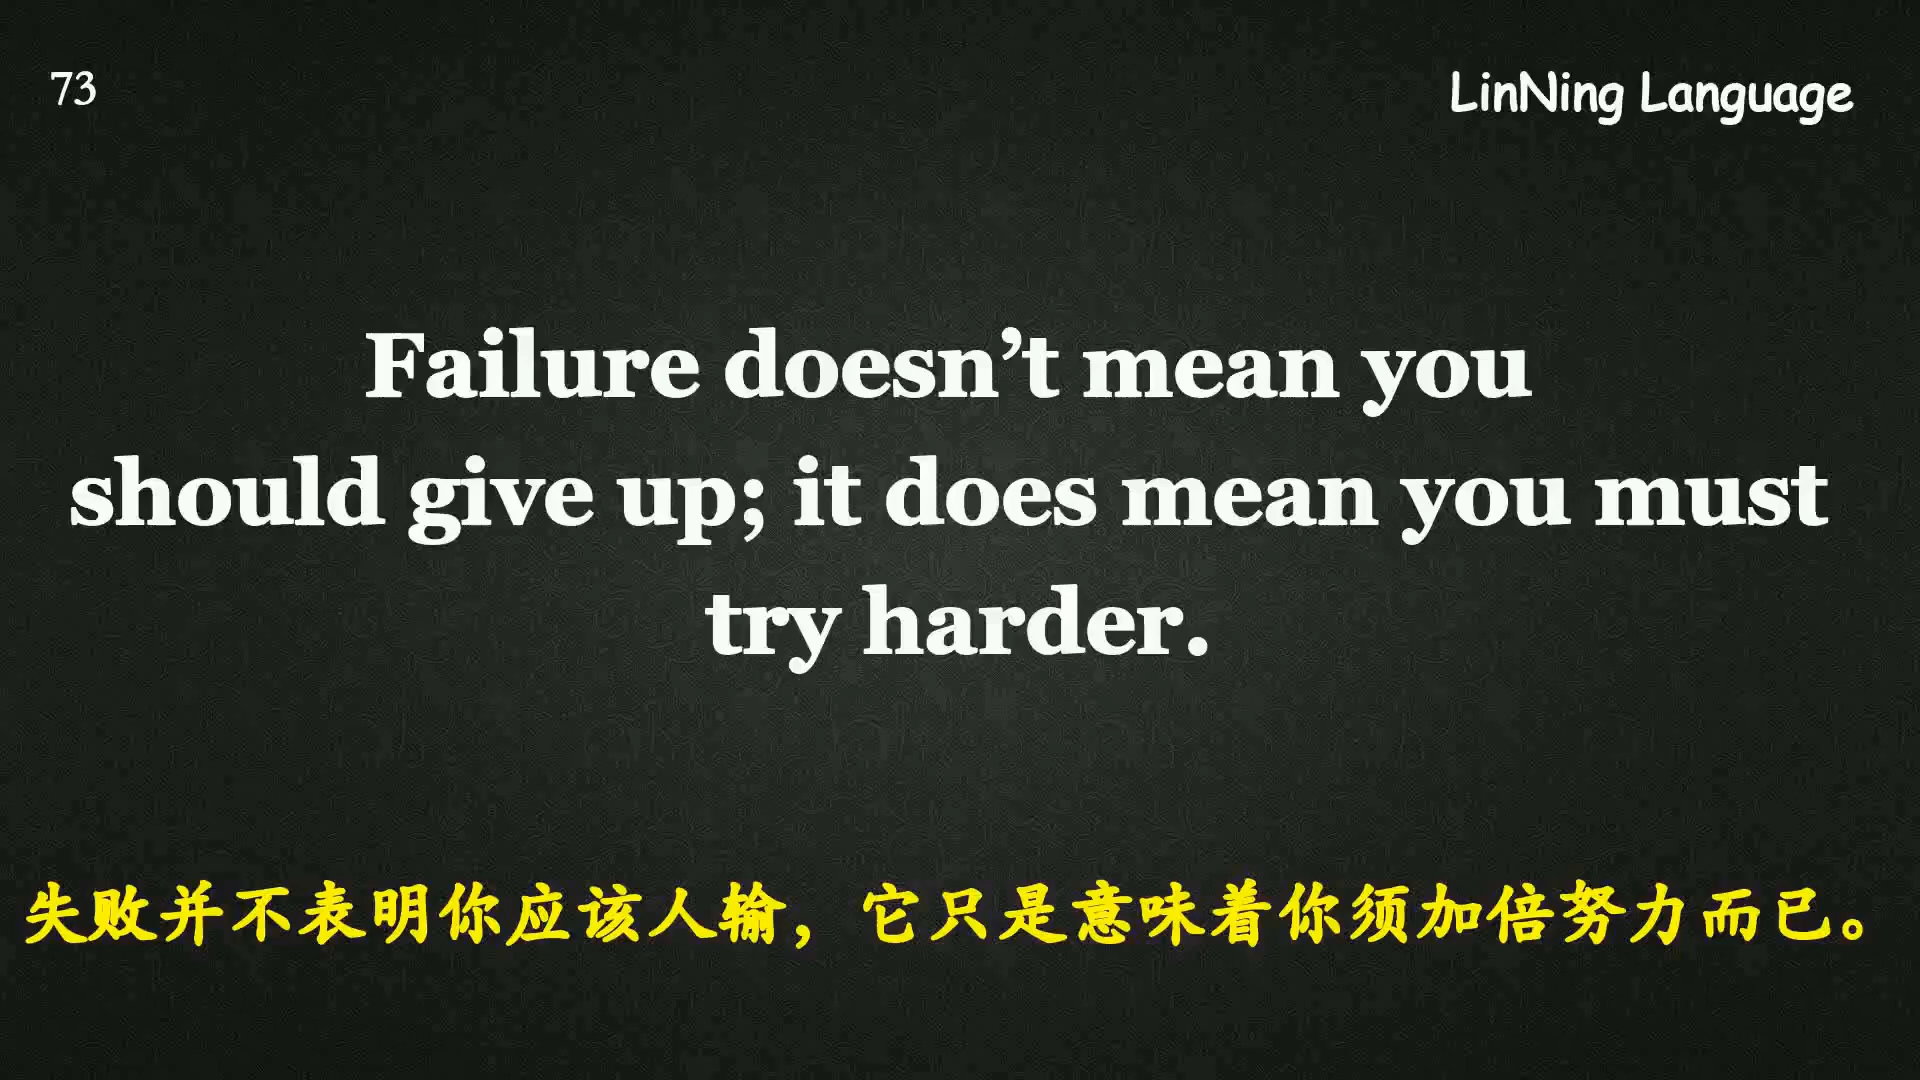 73
LinNing Language
Failure doesn’t mean you
should give up; it does mean you must
try harder.
失败并不表明你应该人输，它只是意味着你须加倍努力而已。